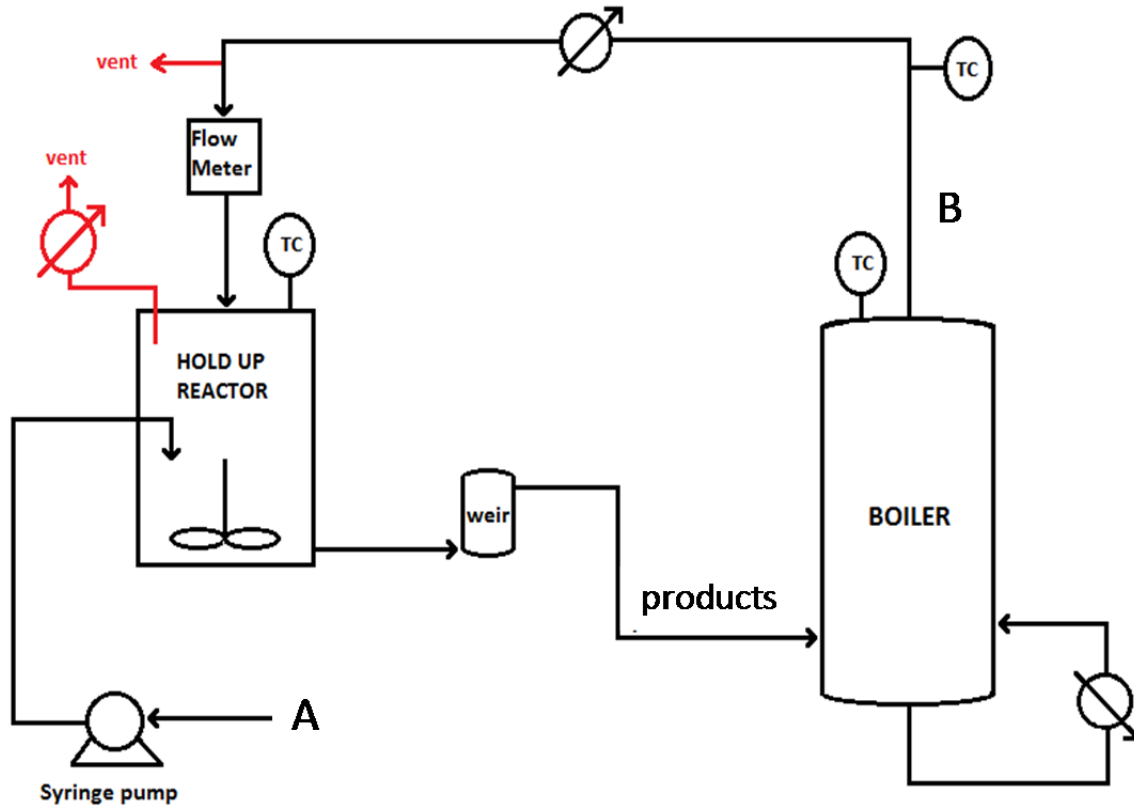 vent
TC
Flow
Meter
vent
B
TC
TC
HOLD UP
REACTOR
weir
BOILER
products
A
Syringe pump